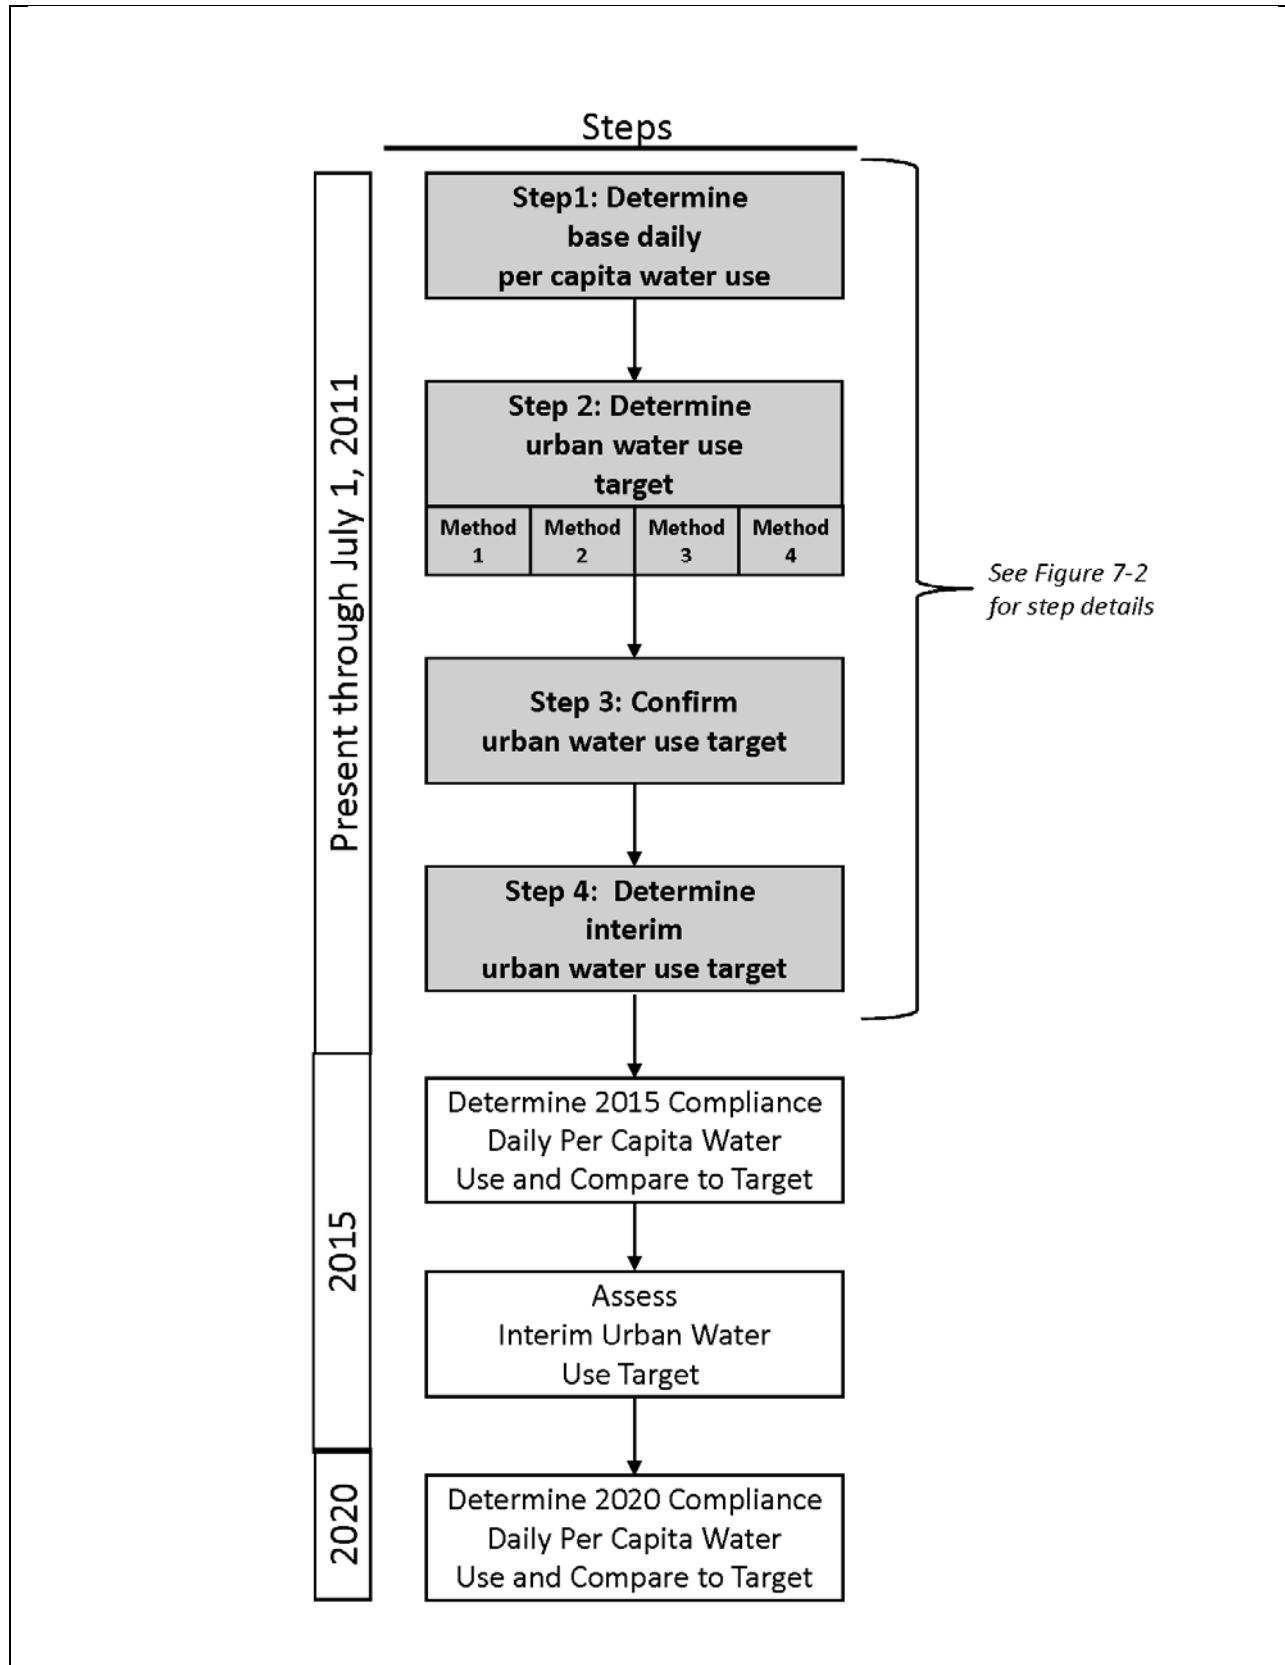 Steps
Step1: Determine
base daily
per capita water use
Present through July 1, 2011
Step 2: Determine
urban water use
target
Method
1
Method
2
Method
3
Method
4
See Figure 7-2
for step details
Step 3: Confirm
urban water use target
Step 4: Determine
interim
urban water use target
2015
Determine 2015 Compliance
Daily Per Capita Water
Use and Compare to Target
Assess
Interim Urban Water
Use Target
2020
Determine 2020 Compliance
Daily Per Capita Water
Use and Compare to Target